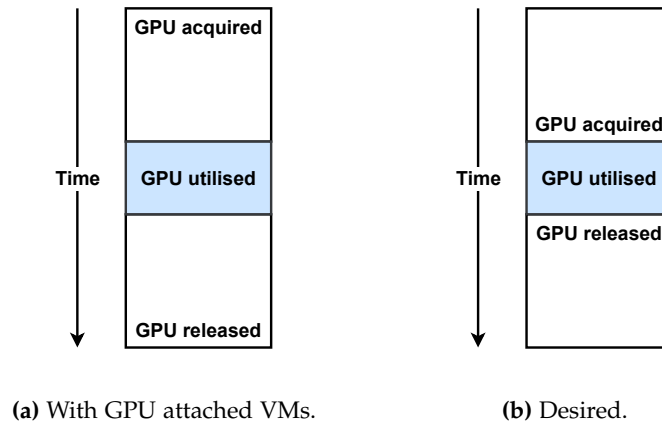 GPU acquired
Time
GPU utilised
GPU released
(a) With GPU attached VMs.
GPU acquired
Time
GPU utilised
GPU released
(b) Desired.